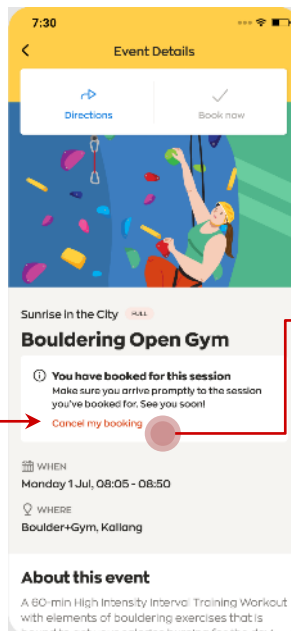 7:30
Event Details
Directions
Book now
Sunrise in the City FULL
Bouldering Open Gym
You have booked for this session
Make sure you arrive promptly to the session
you've booked for. See you soon!
Cancel my booking
WHEN
Monday 1 Jul, 08:05 - 08:50
WHERE
Boulder+Gym, Kallang
About this event
A 60-min High Intensity Interval Training Workout
with elements of bouldering exercises that is